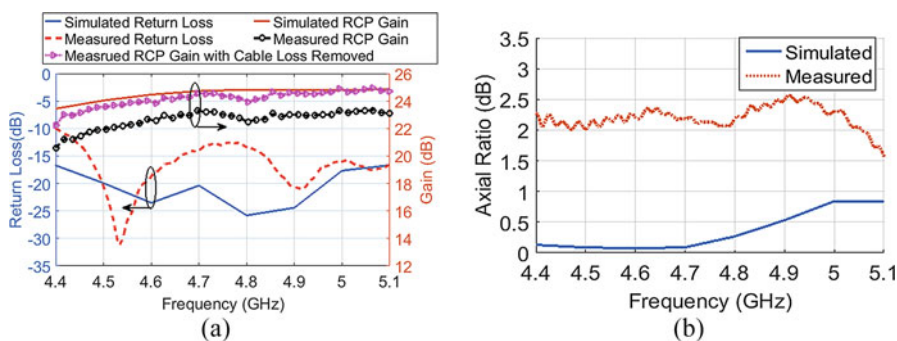 Simulated Return Loss
Simulated RCP Gain
Measured Return Loss
Measured RCP Gain
Measrued RCP Gain with Cable Loss Removed
Return Loss(dB)
0
-5
-10
-15
-20
-25
-30
-35
26
24
22
20
18
16
14
12
Gain (dB)
4.4 4.5 4.6 4.7 4.8 4.9 5 5.1
Frequency (GHz)
(a)
Simulated
Measured
Axial Ratio (dB)
3.5
3
2.5
2
1.5
1
0.5
0
4.4 4.5 4.6 4.7 4.8 4.9 5 5.1
Frequency (GHz)
(b)